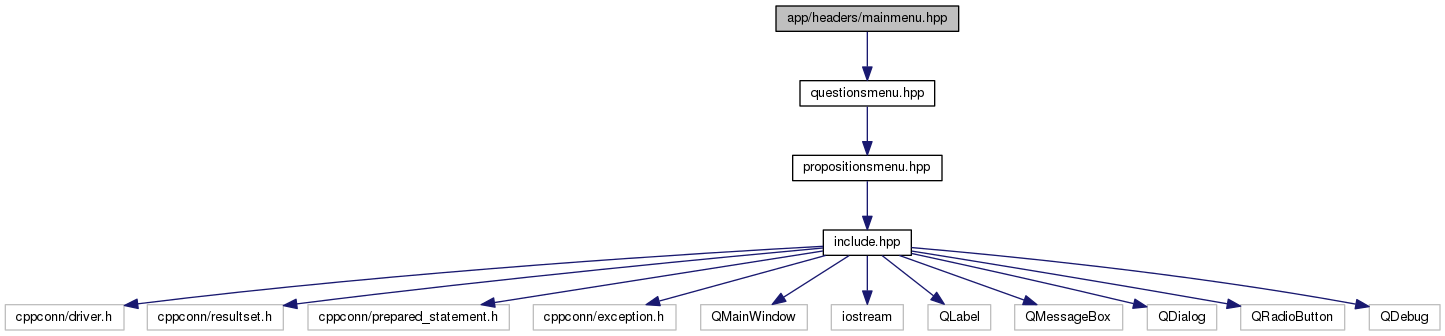 app/headers/mainmenu.hpp
questionsmenu.hpp
propositionsmenu.hpp
include.hpp
cppconn/driver.h
cppconn/resultset.h
cppconn/prepared_statement.h
cppconn/exception.h
QMainWindow
iostream
QLabel
QMessageBox
QDialog
QRadioButton
QDebug